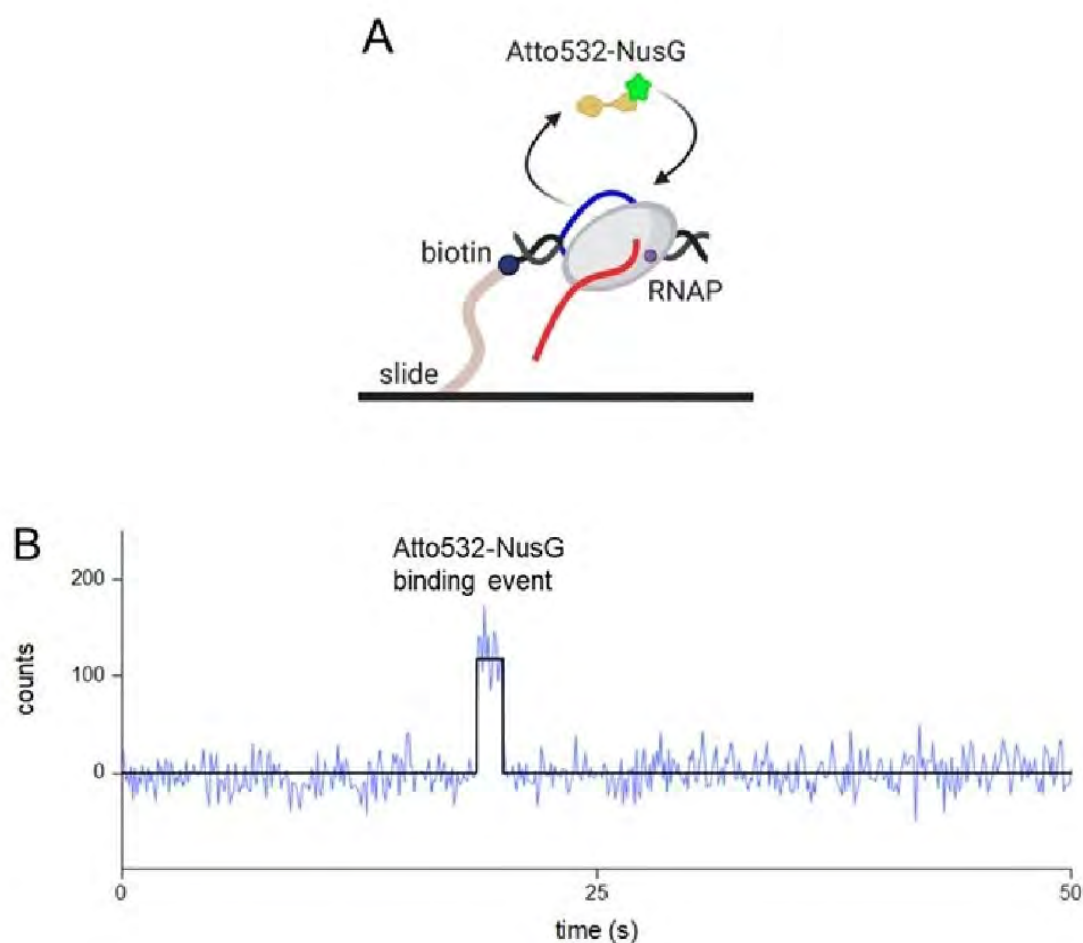 A
Atto532-NusG
biotin
RNAP
slide
B
Atto532-NusG
binding event
200
100
0
counts
0
25
50
time (s)